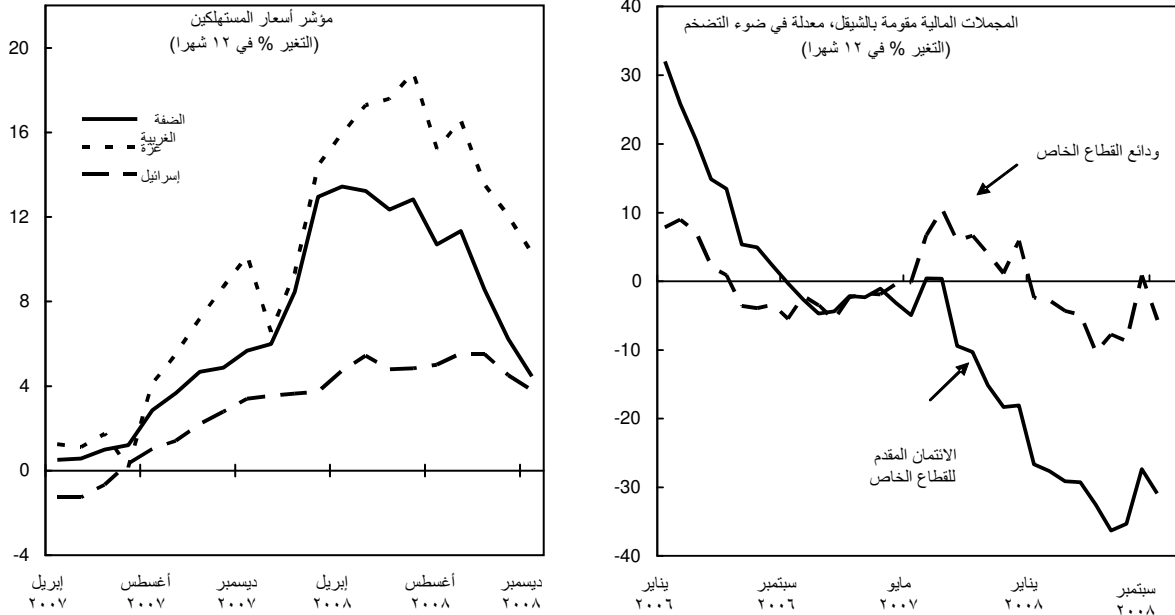 مؤشر أسعار المستهلكين
(التغير % في ١٢ شهرا)
20
16
12
8
4
0
-4
الضفة
الغربية
غزة
إسرائيل
إبريل
٢٠٠٧
أغسطس
٢٠٠٧
ديسمبر
٢٠٠٧
إبريل
٢٠٠٨
أغسطس
٢٠٠٨
ديسمبر
٢٠٠٨
المجملات المالية مقومة بالشيقل، معدلة في ضوء التضخم
(التغير % في ١٢ شهرا)
40
30
20
10
0
-10
-20
-30
-40
ودائع القطاع الخاص
الائتمان المقدم
للقطاع الخاص
يناير
٢٠٠٦
سبتمبر
٢٠٠٦
مايو
٢٠٠٧
يناير
٢٠٠٨
سبتمبر
٢٠٠٨